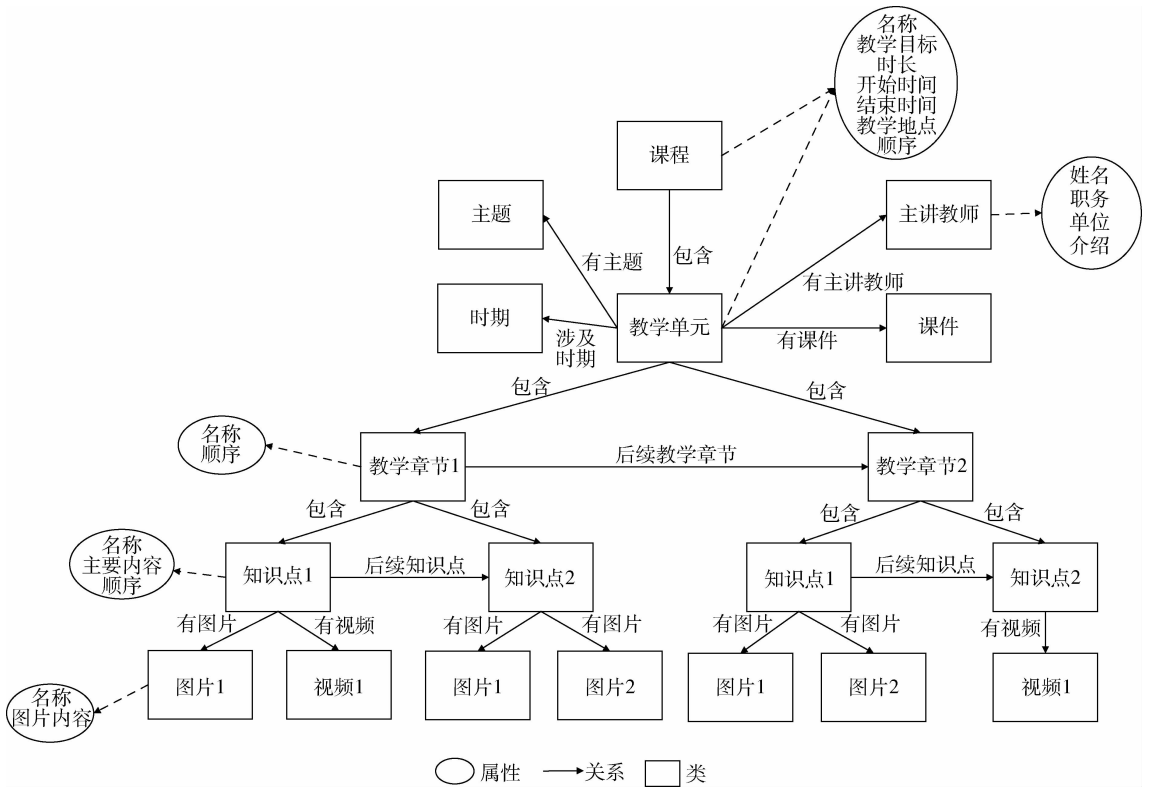 名称
教学目标
时长
开始时间
结束时间
教学地点
顺序
课程
主题
主讲教师
姓名
职务
单位
介绍
有主题
包含
有主讲教师
时期
教学单元
课件
涉及
时期
有课件
包含
包含
名称
顺序
教学章节1
后续教学章节
教学章节2
包含
包含
包含
包含
名称
主要内容
顺序
知识点1
后续知识点
知识点2
知识点1
后续知识点
知识点2
有图片
有视频
有图片
有图片
有图片
有图片
有视频
图片1
视频1
图片1
图片2
图片1
图片2
视频1
名称
图片内容
属性
关系
类